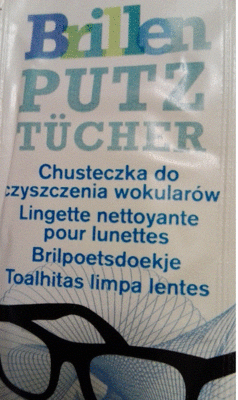 Brillen
PUTZ
TÜCHER
Chusteczka do
czyszczenia wokularów
Lingette nettoyante
pour lunettes
Brilpoetsdoekje
Toalhitas limpa lentes